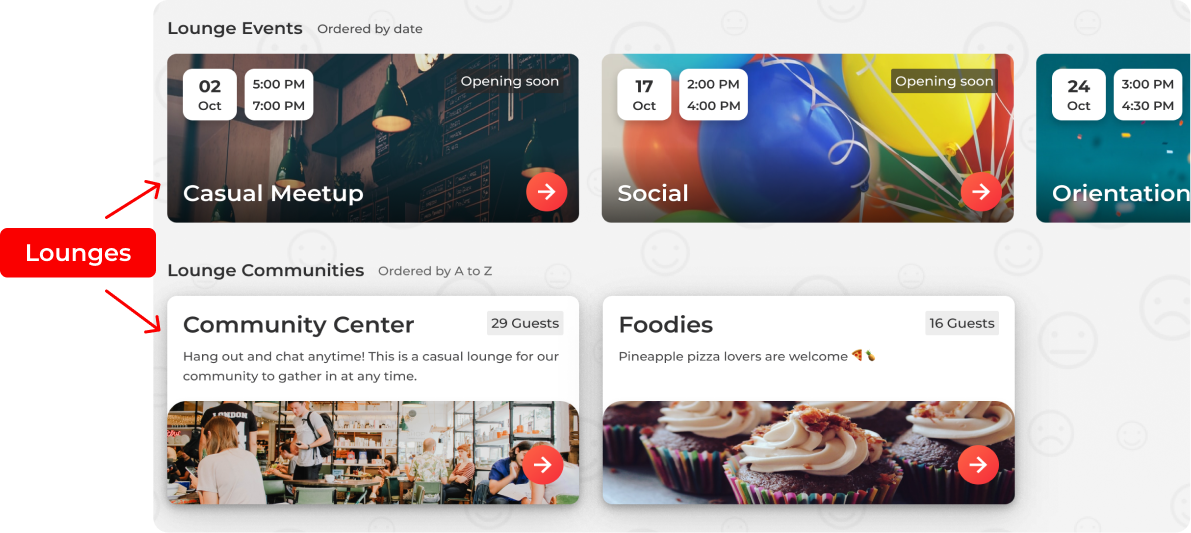 Lounge Events Ordered by date
02
Oct
5:00 PM
7:00 PM
Opening soon
Casual Meetup
17
Oct
2:00 PM
4:00 PM
Opening soon
Social
24
Oct
3:00 PM
4:30 PM
Orientation
Lounges
Lounge Communities Ordered by A to Z
Community Center
29 Guests
Hang out and chat anytime! This is a casual lounge for our
community to gather in at any time.
LONDON
Foodies
16 Guests
Pineapple pizza lovers are welcome 🍕🍍